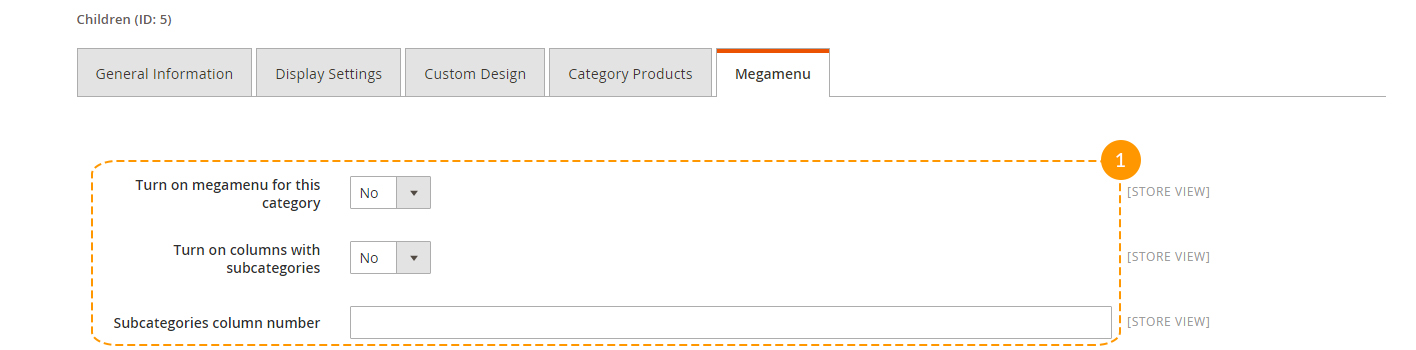 Children (ID: 5)
General Information Display Settings Custom Design Category Products Megamenu
1
Turn on megamenu for this
category
No
[STORE VIEW]
Turn on columns with
subcategories
No
[STORE VIEW]
Subcategories column number
[STORE VIEW]